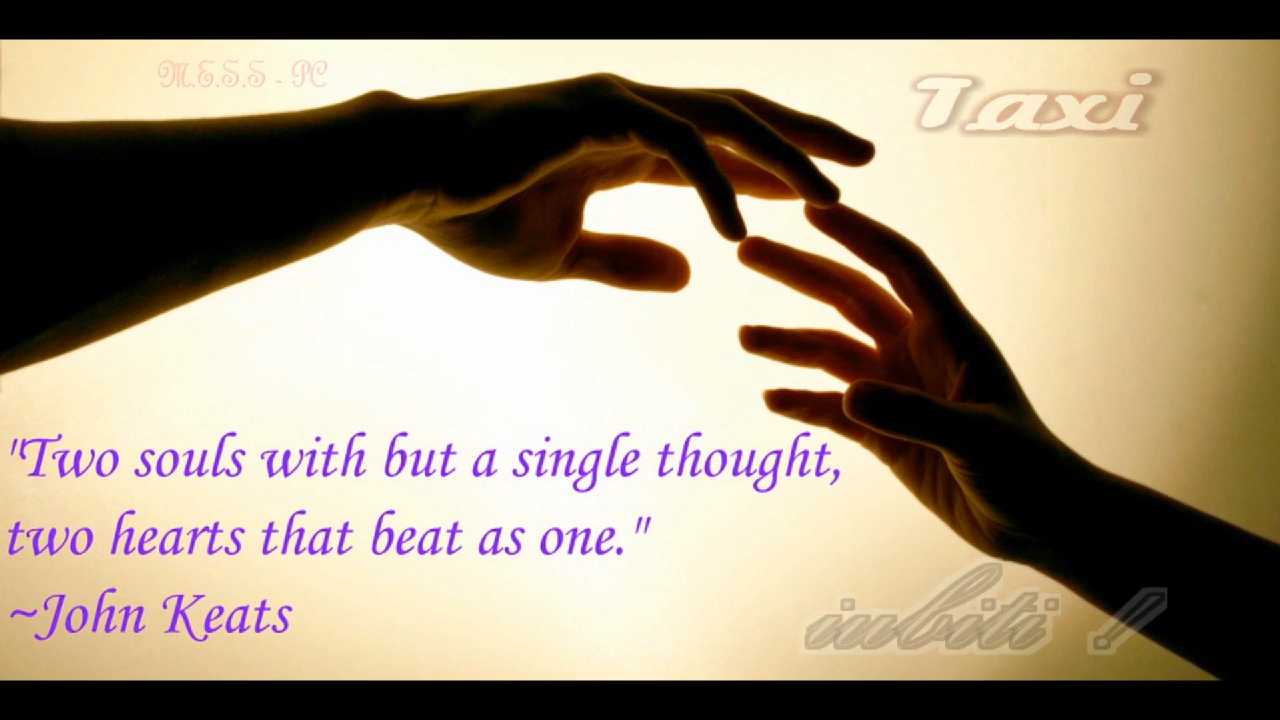 M.E.S.S - PC
Taxi
"Two souls with but a single thought,
two hearts that beat as one."
~John Keats
iubiti !